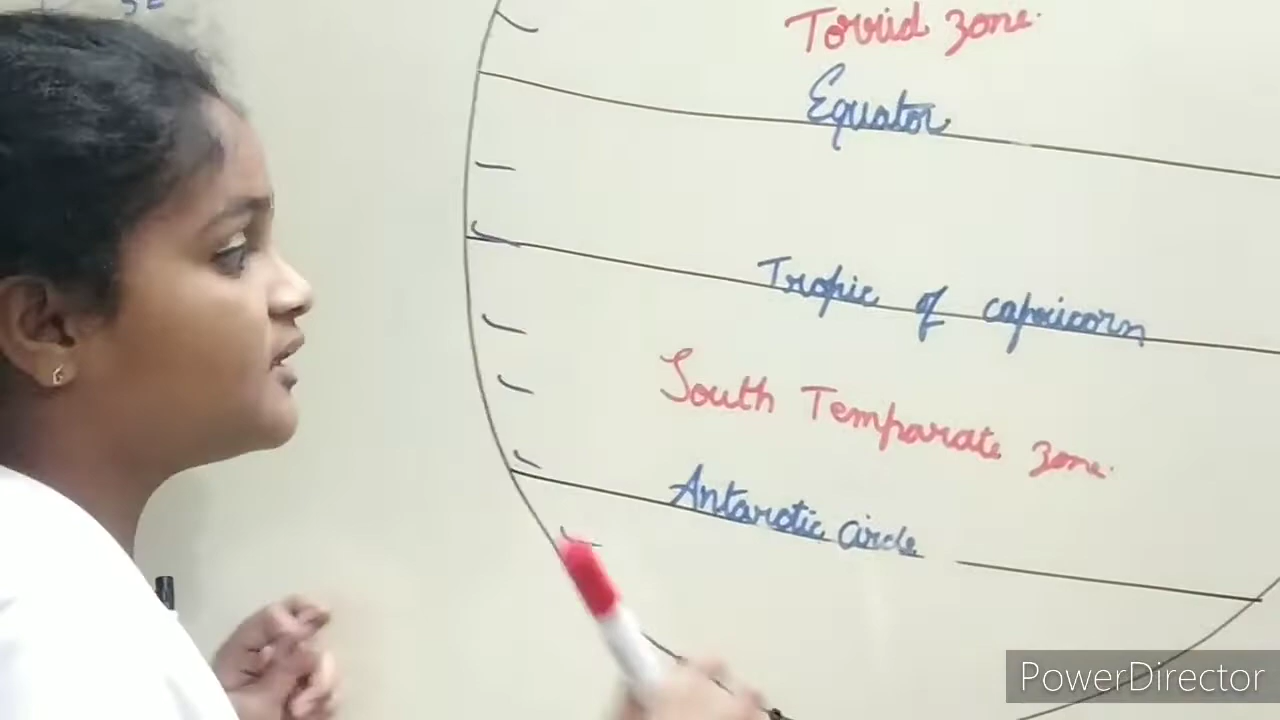 Torrid zone.
Equator
Tropic of capricorn
South Temparate zone.
Antarctic circle
PowerDirector